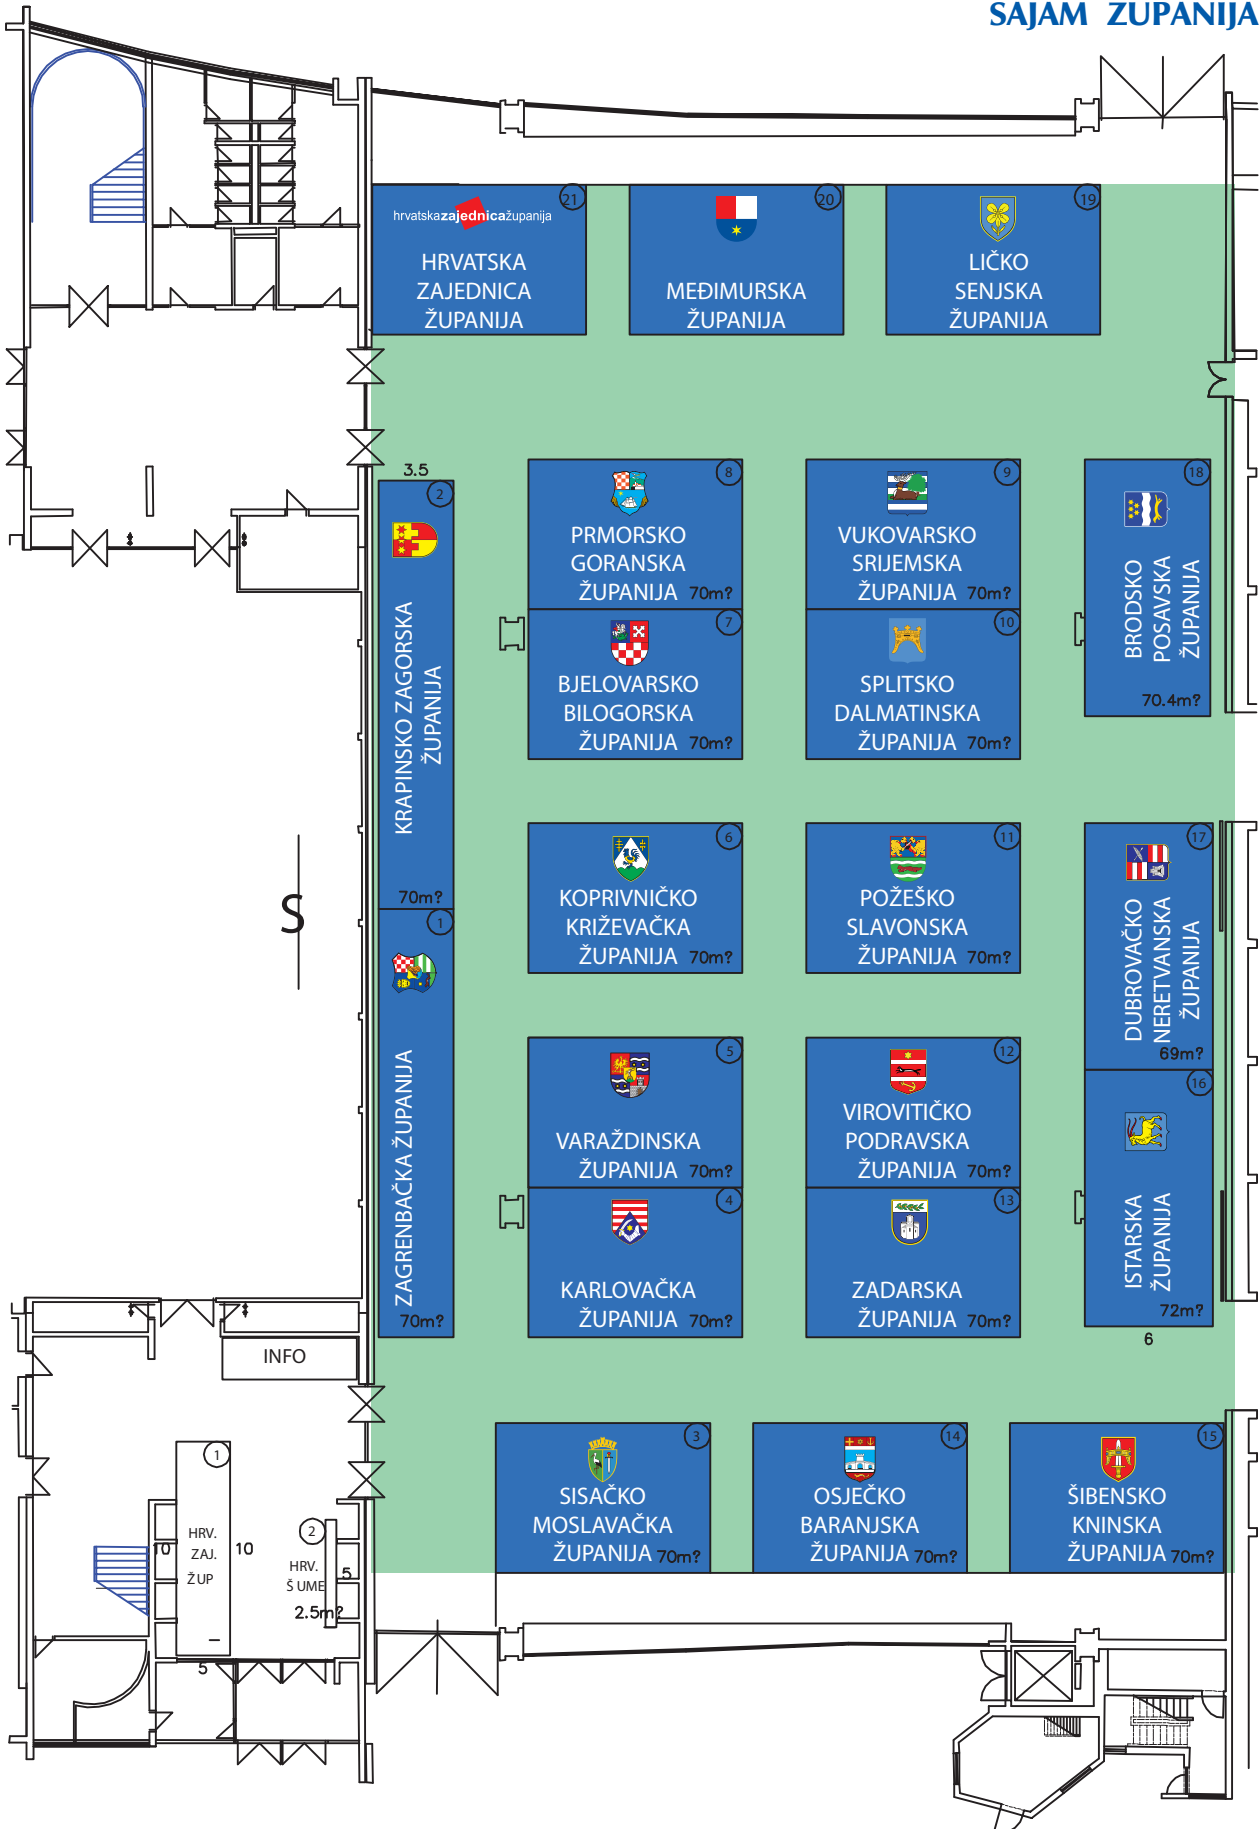 SAJAM ZUPANIJA
21
hrvatskazajednicažupanija
HRVATSKA
ZAJEDNICA
ŽUPANIJA
20
MEĐIMURSKA
ŽUPANIJA
19
LIČKO
SENJSKA
ŽUPANIJA
3.5
2
KRAPINSKO ZAGORSKA
ŽUPANIJA
70m?
8
PRMORSKO
GORANSKA
ŽUPANIJA 70m?
9
VUKOVARSKO
SRIJEMSKA
ŽUPANIJA 70m?
18
BRODSKO
POSAVSKA
ŽUPANIJA
70.4m?
7
BJELOVARSKO
BILOGORSKA
ŽUPANIJA 70m?
10
SPLITSKO
DALMATINSKA
ŽUPANIJA 70m?
S
1
ZAGRENBAČKA ŽUPANIJA
70m?
6
KOPRIVNIČKO
KRIŽEVAČKA
ŽUPANIJA 70m?
11
POŽEŠKO
SLAVONSKA
ŽUPANIJA 70m?
17
DUBROVAČKO
NERETVANSKA
ŽUPANIJA
69m?
5
VARAŽDINSKA
ŽUPANIJA 70m?
12
VIROVITIČKO
PODRAVSKA
ŽUPANIJA 70m?
16
ISTARSKA
ŽUPANIJA
72m?
6
4
KARLOVAČKA
ŽUPANIJA 70m?
13
ZADARSKA
ŽUPANIJA 70m?
INFO
3
SISAČKO
MOSLAVAČKA
ŽUPANIJA 70m?
14
OSJEČKO
BARANJSKA
ŽUPANIJA 70m?
15
ŠIBENSKO
KNINSKA
ŽUPANIJA 70m?
1
HRV.
ZAJ.
ŽUP
10
10
5
2
HRV.
ŠUME
5
2.5m?